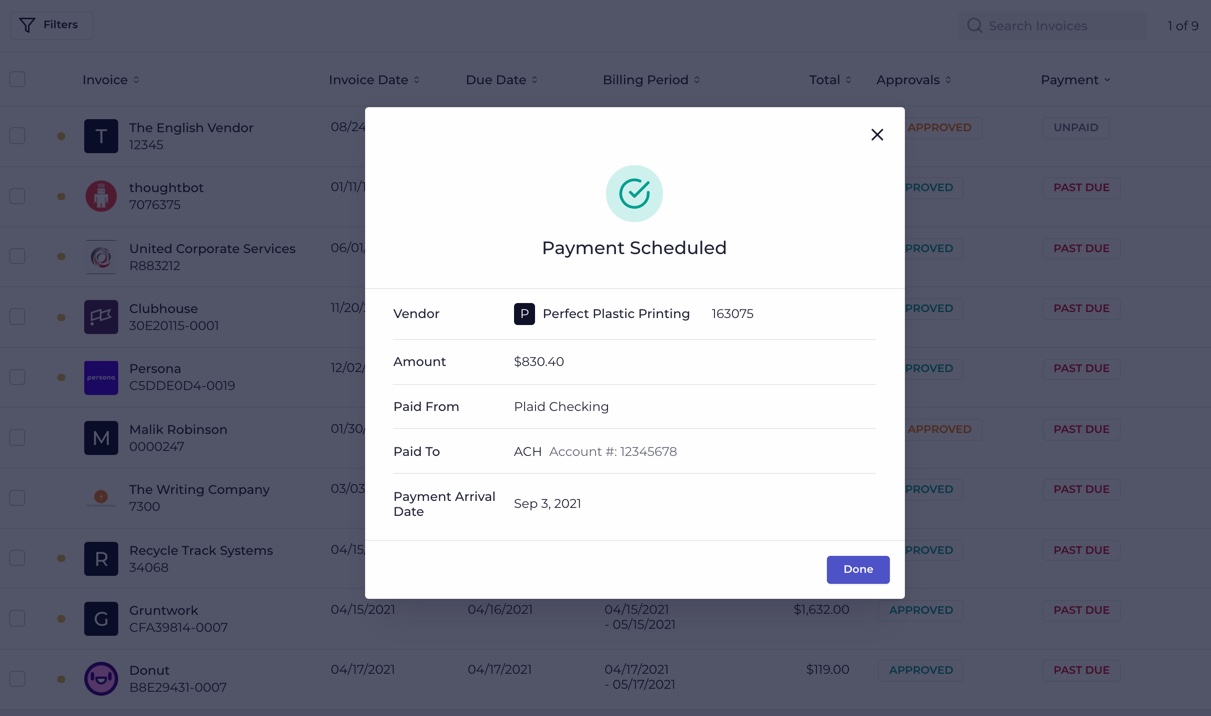 Filters
Search Invoices
1 of 9
Invoice Invoice Date Due Date Billing Period Total Approvals Payment
T The English Vendor 08/24 APPROVED UNPAID
12345
thoughtbot 01/11/1 PROVED PAST DUE
7076375
United Corporate Services 06/01/ PROVED PAST DUE
R883212
Clubhouse 11/20/ PROVED PAST DUE
30E20115-0001
persona Persona 12/02/ PROVED PAST DUE
C5DDE0D4-0019
M Malik Robinson 01/30/ APPROVED PAST DUE
0000247
The Writing Company 03/03 PROVED PAST DUE
7300
R Recycle Track Systems 04/15/ PROVED PAST DUE
34068
G Gruntwork 04/15/2021 04/16/2021 04/15/2021 $1,632.00 APPROVED PAST DUE
CFA39814-0007 - 05/15/2021
Donut 04/17/2021 04/17/2021 04/17/2021 $119.00 APPROVED PAST DUE
B8E29431-0007 - 05/17/2021
Payment Scheduled
Vendor P Perfect Plastic Printing 163075
Amount $830.40
Paid From Plaid Checking
Paid To ACH Account #: 12345678
Payment Arrival
Date Sep 3, 2021
Done